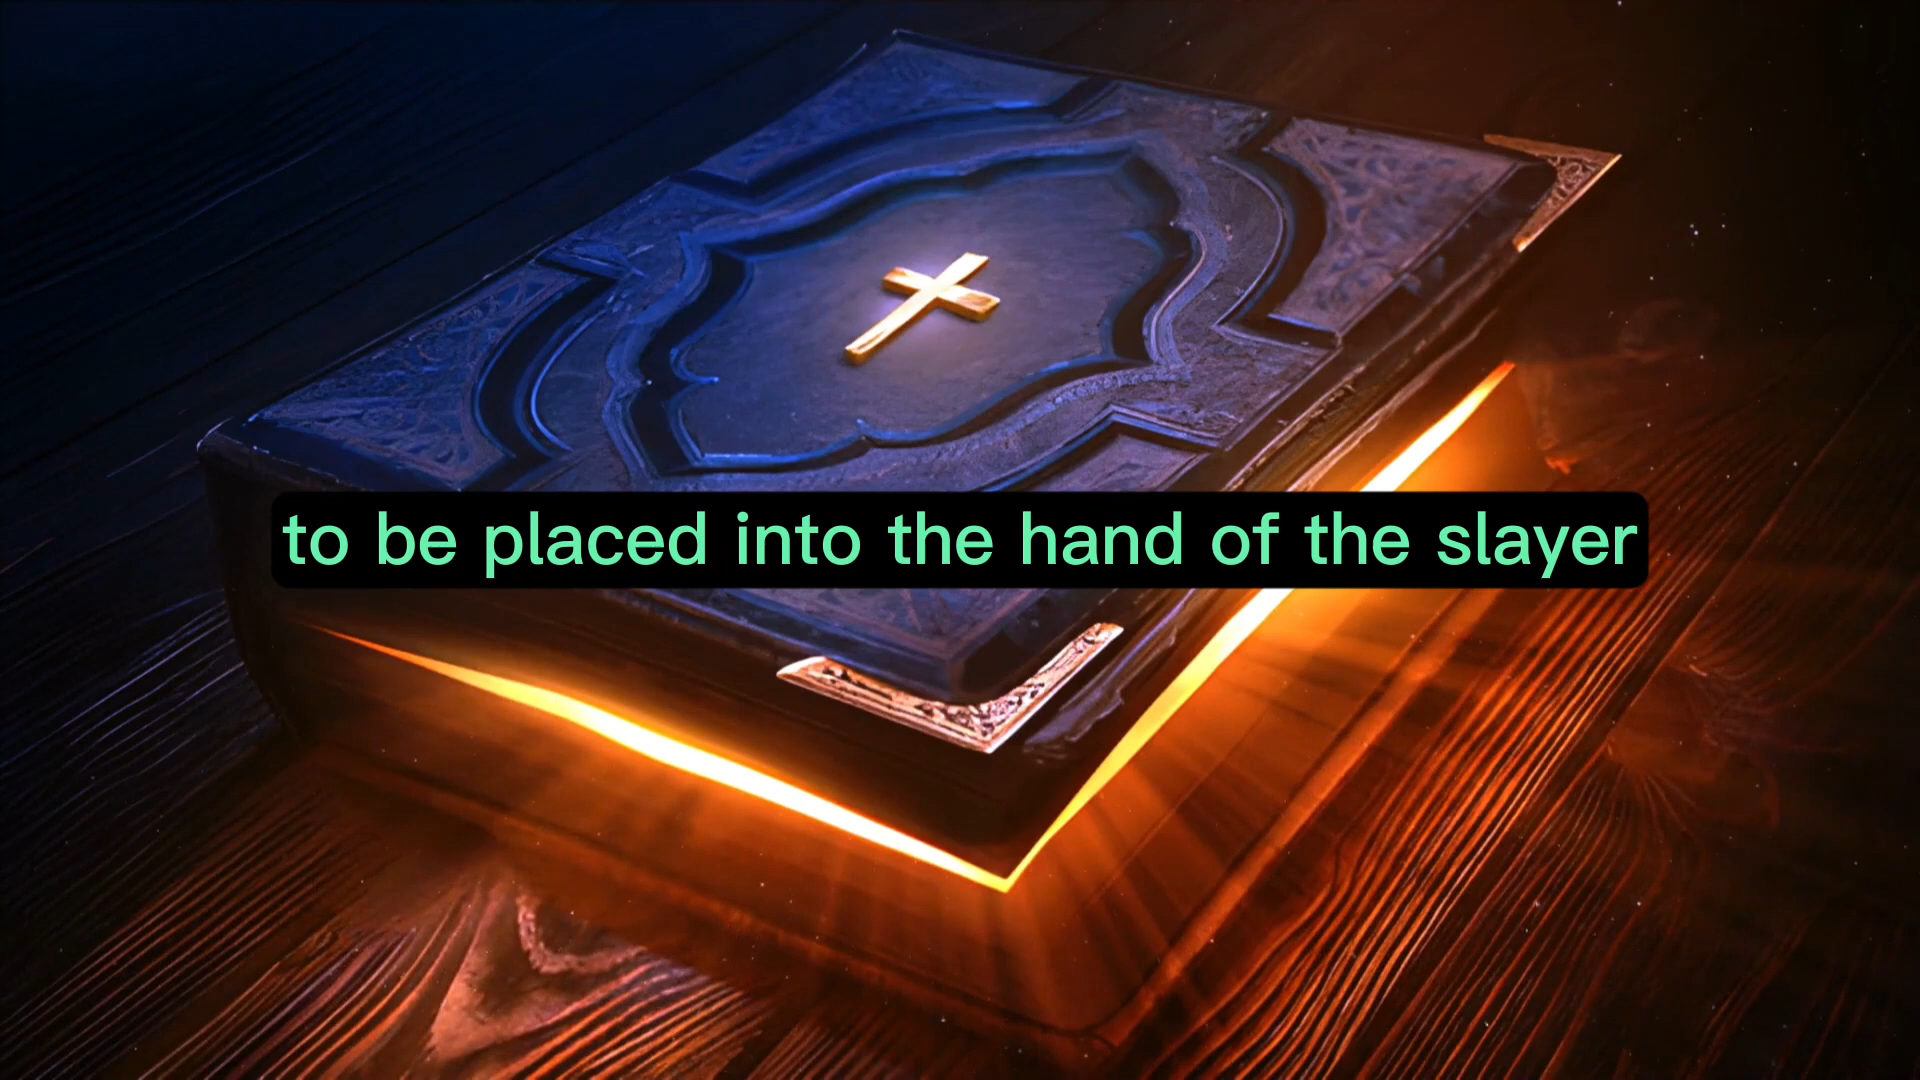 to be placed into the hand of the slayer